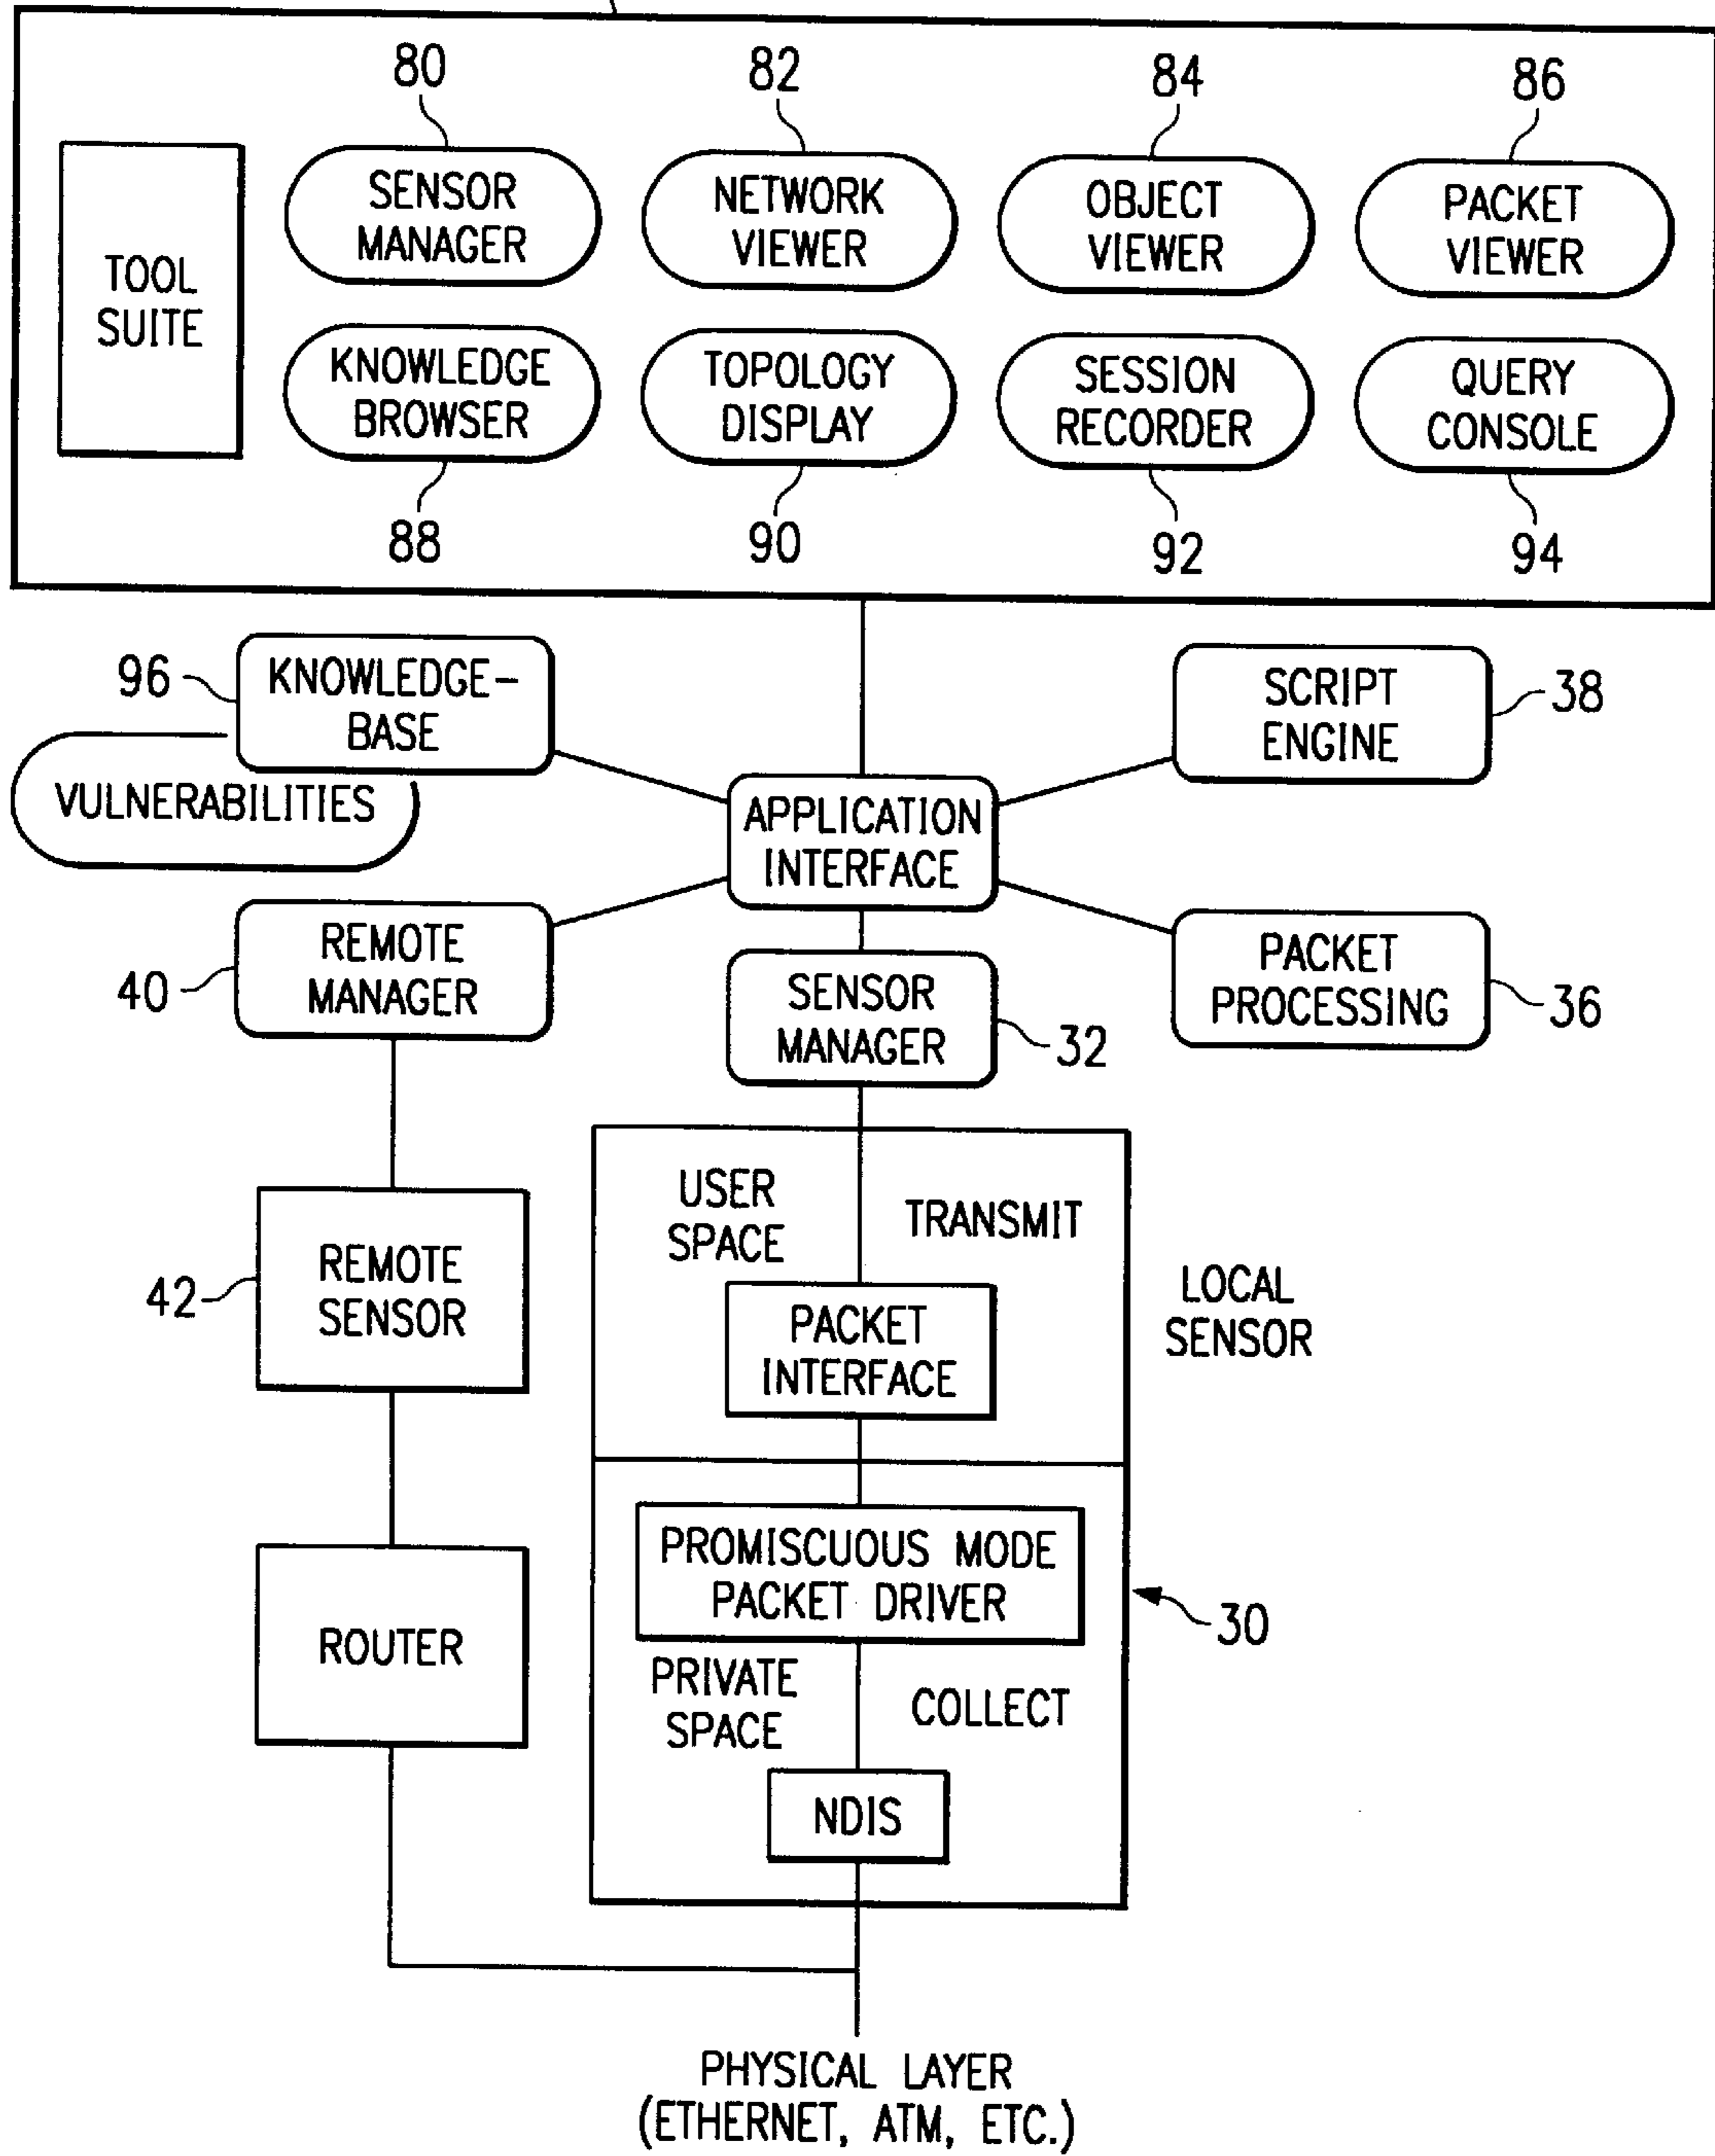 80
82
84
86
TOOL
SUITE
SENSOR
MANAGER
NETWORK
VIEWER
OBJECT
VIEWER
PACKET
VIEWER
KNOWLEDGE
BROWSER
TOPOLOGY
DISPLAY
SESSION
RECORDER
QUERY
CONSOLE
88
90
92
94
96
KNOWLEDGE-
BASE
VULNERABILITIES
SCRIPT
ENGINE
38
APPLICATION
INTERFACE
40
REMOTE
MANAGER
SENSOR
MANAGER
32
PACKET
PROCESSING
36
42
REMOTE
SENSOR
USER
SPACE
TRANSMIT
PACKET
INTERFACE
LOCAL
SENSOR
ROUTER
PROMISCUOUS MODE
PACKET DRIVER
30
PRIVATE
SPACE
COLLECT
NDIS
PHYSICAL LAYER
(ETHERNET, ATM, ETC.)